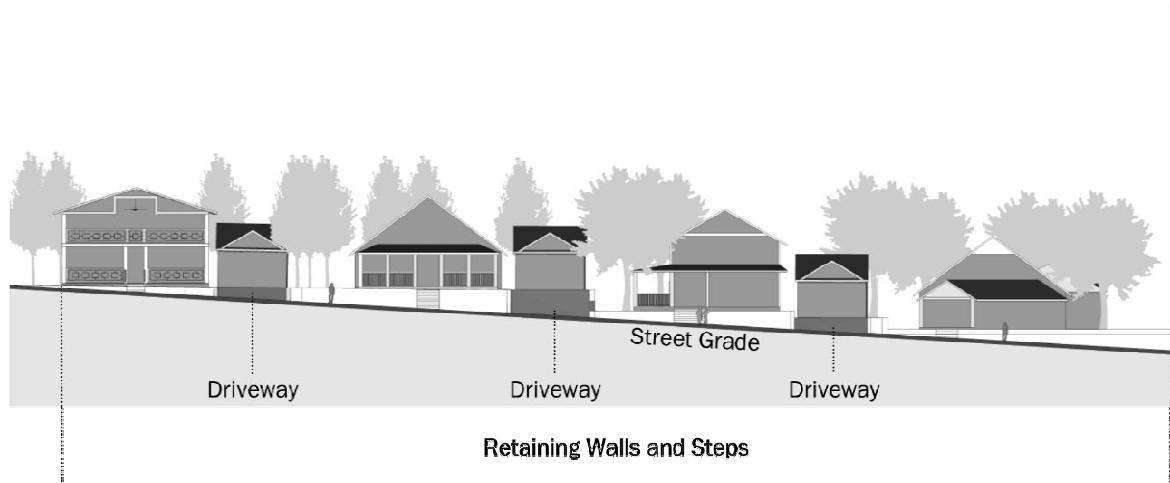 Street Grade
Driveway
Driveway
Driveway
Retaining Walls and Steps